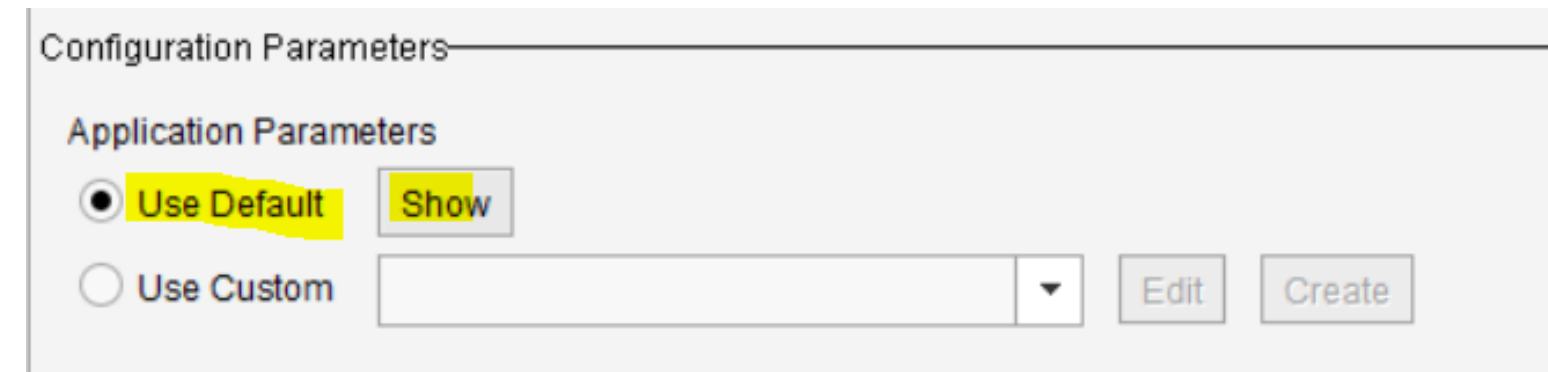 Configuration Parameters
Application Parameters
Use Default Show
Use Custom Edit Create